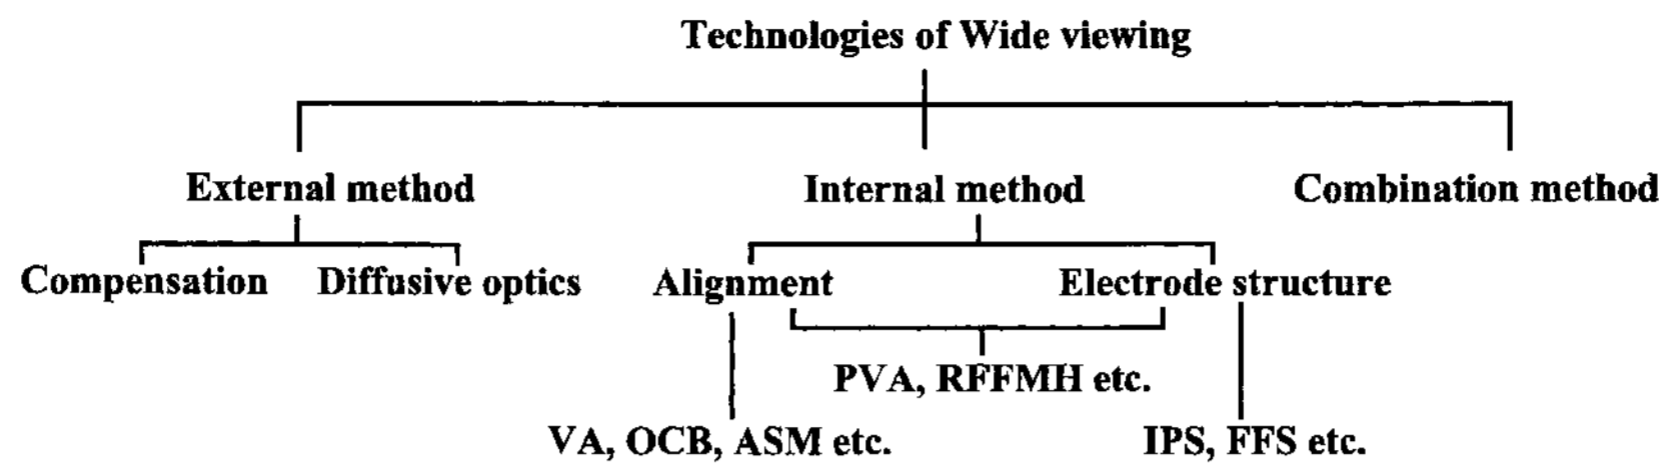 Technologies of Wide viewing
External method
Internal method
Combination method
Compensation
Diffusive optics
Alignment
Electrode structure
PVA, RFFMH etc.
VA, OCB, ASM etc.
IPS, FFS etc.